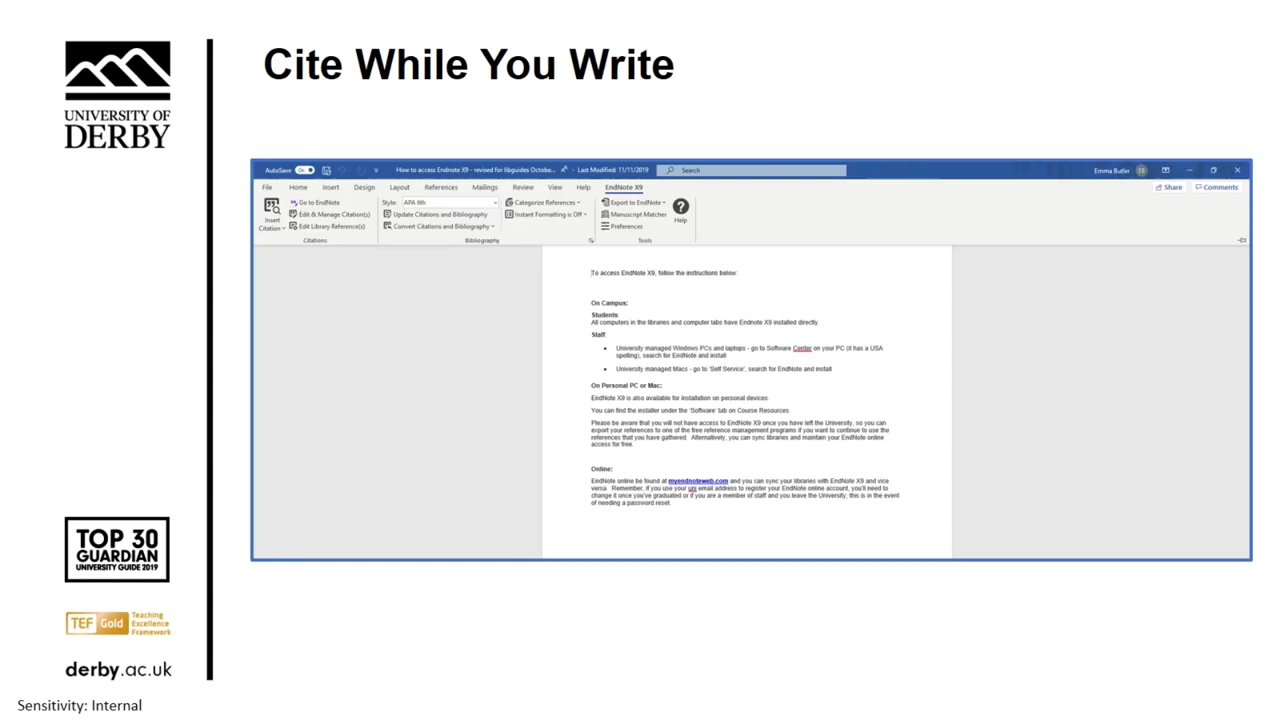 Cite While You Write
UNIVERSITY OF
DERBY
AutoSave On
How to access Endnote X9 - revised for libguides Octobe... - Last Modified: 11/11/2019
Search
Emma Butler EB
File Home Insert Design Layout References Mailings Review View Help EndNote X9
Share Comments
Insert
Citation
Go to EndNote
Edit & Manage Citation(s)
Edit Library Reference(s)
Citations
Style: APA 6th
Update Citations and Bibliography
Convert Citations and Bibliography
Categorize References
Instant Formatting is Off
Bibliography
Export to EndNote
Manuscript Matcher
Preferences
Help
Tools
To access EndNote X9, follow the instructions below:
On Campus:
Students:
All computers in the libraries and computer labs have Endnote X9 installed directly.
Staff:
• University managed Windows PCs and laptops - go to Software Center on your PC (it has a USA
spelling), search for EndNote and install
• University managed Macs - go to 'Self Service', search for EndNote and install
On Personal PC or Mac:
EndNote X9 is also available for installation on personal devices.
You can find the installer under the 'Software' tab on Course Resources.
Please be aware that you will not have access to EndNote X9 once you have left the University, so you can
export your references to one of the free reference management programs if you want to continue to use the
references that you have gathered. Alternatively, you can sync libraries and maintain your EndNote online
access for free.
Online:
EndNote online be found at myendnoteweb.com and you can sync your libraries with EndNote X9 and vice
versa. Remember, if you use your uni email address to register your EndNote online account, you'll need to
change it once you've graduated or if you are a member of staff and you leave the University; this is in the event
of needing a password reset.
TOP 30
GUARDIAN
UNIVERSITY GUIDE 2019
TEF Gold
Teaching
Excellence
Framework
derby.ac.uk
Sensitivity: Internal